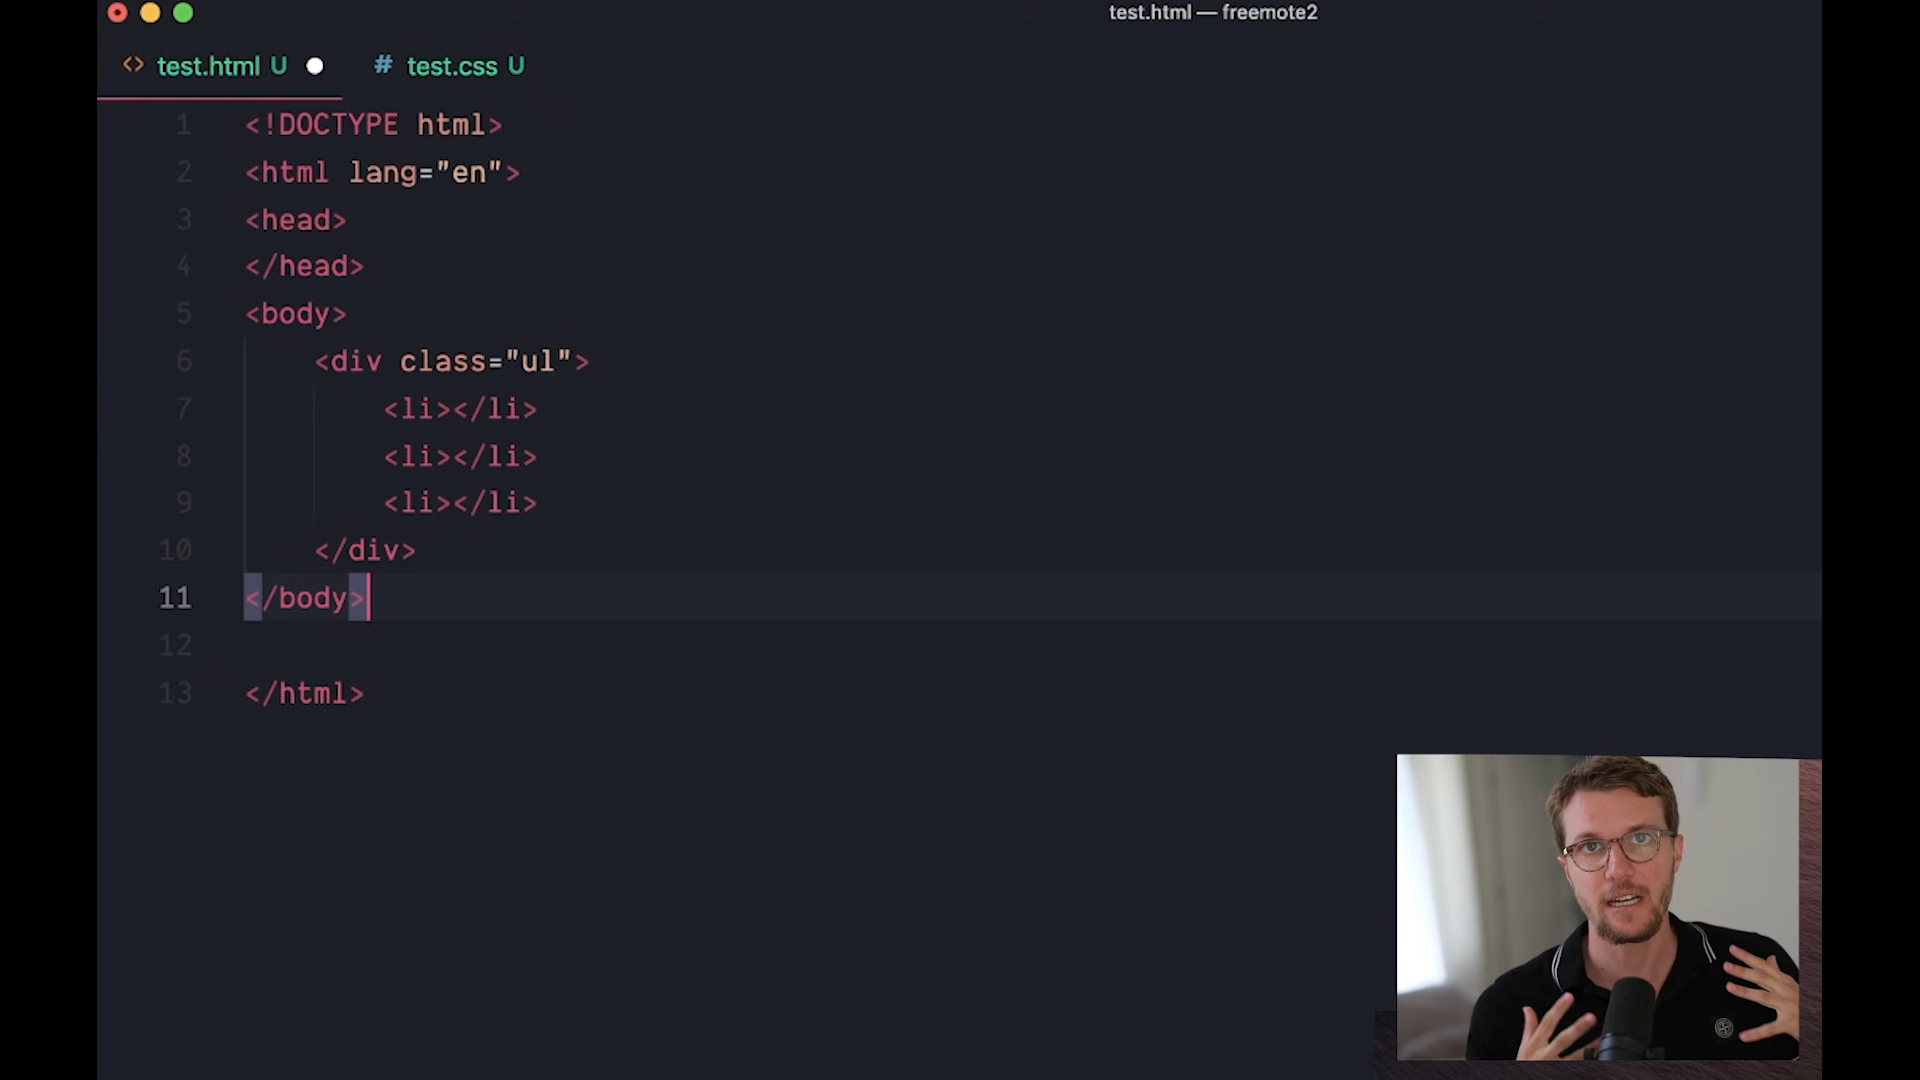 test.html — freemote2
<> test.html U # test.css U
1 <!DOCTYPE html>
2 <html lang="en">
3 <head>
4 </head>
5 <body>
6 <div class="ul">
7 <li></li>
8 <li></li>
9 <li></li>
10 </div>
11 </body>
12
13 </html>